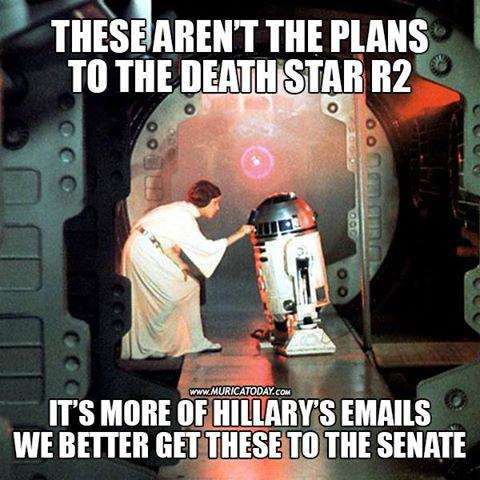 THESE AREN'T THE PLANS
TO THE DEATH STAR R2
WWW.MURICATODAY.COM
IT'S MORE OF HILLARY'S EMAILS
WE BETTER GET THESE TO THE SENATE